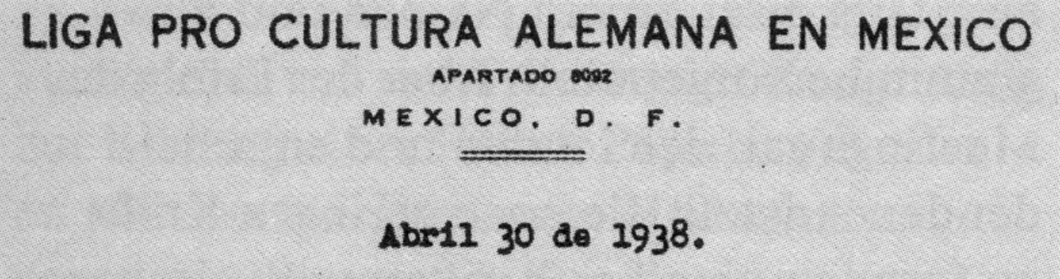 LIGA PRO CULTURA ALEMANA EN MEXICO
APARTADO 8092
MEXICO, D. F.
Abril 30 de 1938.